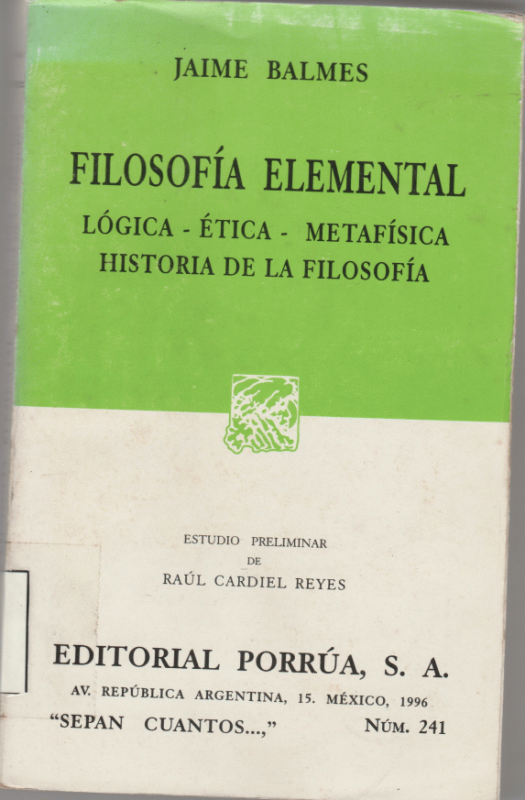 JAIME BALMES
FILOSOFÍA ELEMENTAL
LÓGICA - ÉTICA - METAFÍSICA
HISTORIA DE LA FILOSOFÍA
ESTUDIO PRELIMINAR
DE
RAÚL CARDIEL REYES
EDITORIAL PORRÚA, S. A.
AV. REPÚBLICA ARGENTINA, 15. MÉXICO, 1996
“SEPAN CUANTOS...,” NÚM. 241